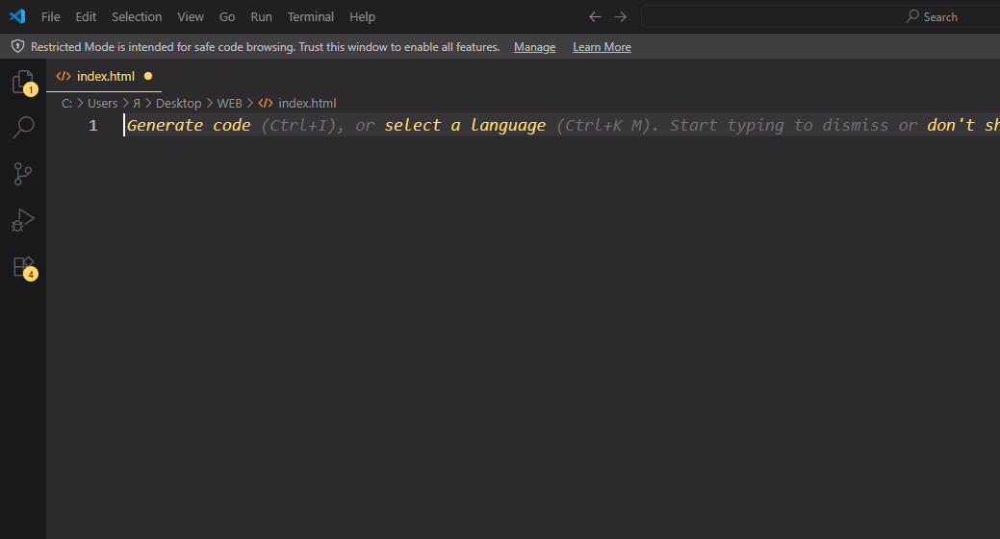 File Edit Selection View Go Run Terminal Help Search
Restricted Mode is intended for safe code browsing. Trust this window to enable all features. Manage Learn More
</> index.html
1
C: > Users > Я > Desktop > WEB > </> index.html
1 Generate code (Ctrl+I), or select a language (Ctrl+K M). Start typing to dismiss or don't sh
4